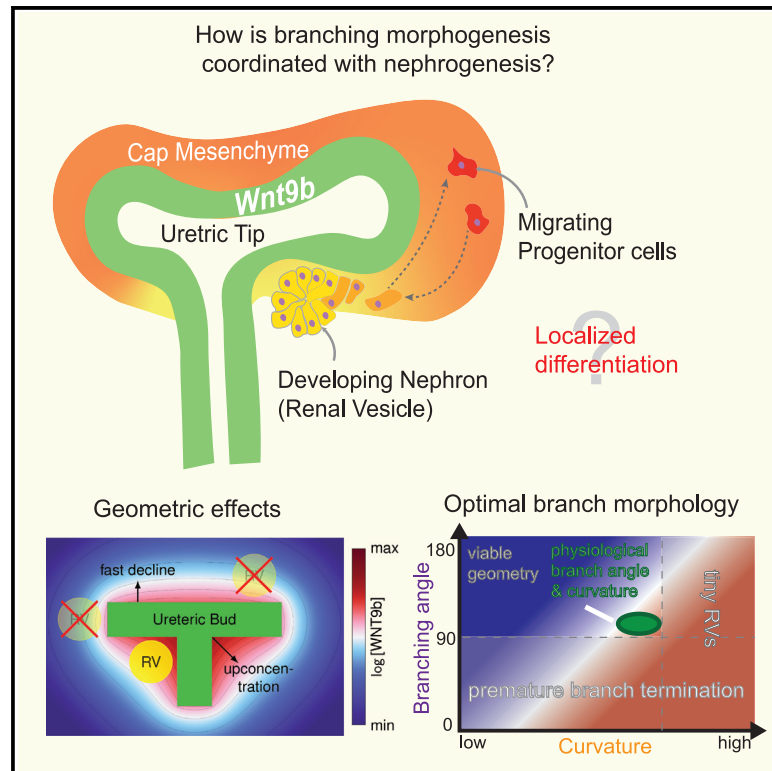 How is branching morphogenesis
coordinated with nephrogenesis?
Cap Mesenchyme
Wnt9b
Uretric Tip
Migrating
Progenitor cells
?
Localized
differentiation
Developing Nephron
(Renal Vesicle)
Geometric effects
fast decline
RV
RV
Ureteric Bud
RV
upconcen-
tration
max
log[WNT9b]
min
Optimal branch morphology
Branching angle
180
90
0
viable
geometry
physiological
branch angle
& curvature
tiny RVs
premature branch termination
low
Curvature
high